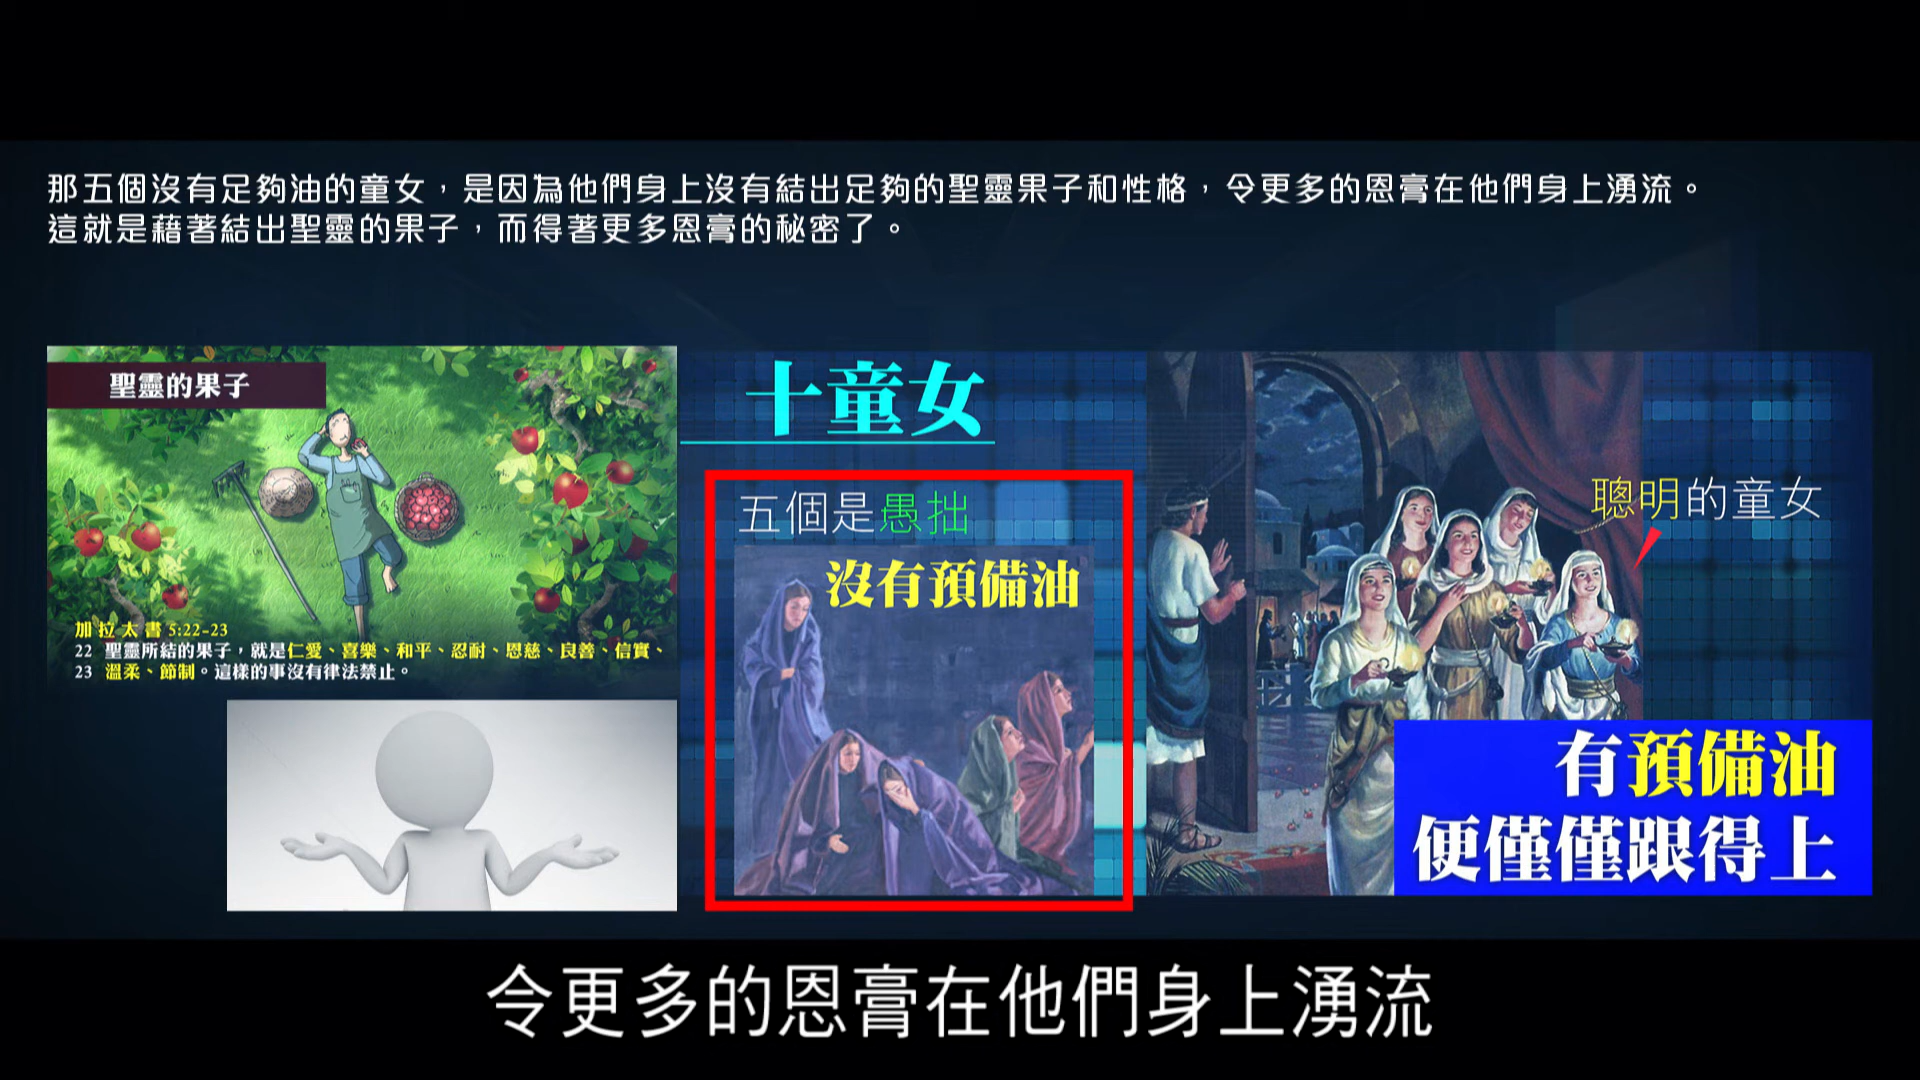 那五個沒有足夠油的童女，是因為他們身上沒有結出足夠的聖靈果子和性格，令更多的恩膏在他們身上湧流。
這就是藉著結出聖靈的果子，而得著更多恩膏的秘密了。
聖靈的果子
加拉太書 5:22-23
22 聖靈所結的果子，就是仁愛、喜樂、和平、忍耐、恩慈、良善、信實、
23 溫柔、節制。這樣的事沒有律法禁止。
十童女
五個是愚拙
沒有預備油
聰明的童女
有預備油
便僅僅跟得上
令更多的恩膏在他們身上湧流